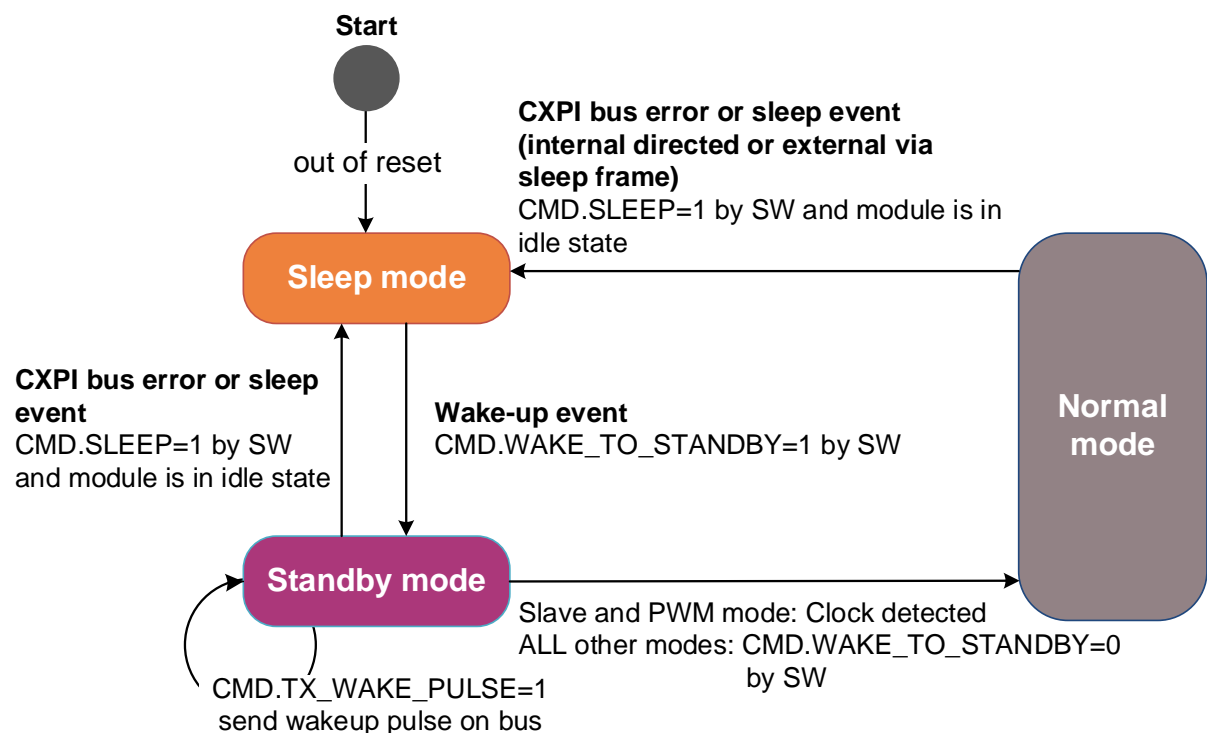 Start
out of reset
CXPI bus error or sleep event
(internal directed or external via
sleep frame)
CMD.SLEEP=1 by SW and module is in
idle state
Sleep mode
CXPI bus error or sleep
event
CMD.SLEEP=1 by SW
and module is in idle state
Wake-up event
CMD.WAKE_TO_STANDBY=1 by SW
Normal
mode
Standby mode
Slave and PWM mode: Clock detected
ALL other modes: CMD.WAKE_TO_STANDBY=0
by SW
CMD.TX_WAKE_PULSE=1
send wakeup pulse on bus